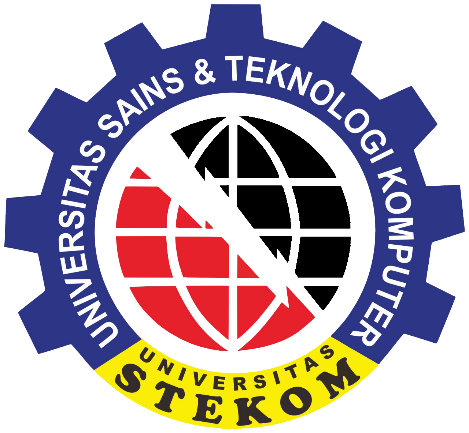 UNIVERSITAS SAINS & TEKNOLOGI KOMPUTER
UNIVERSITAS
STEKOM